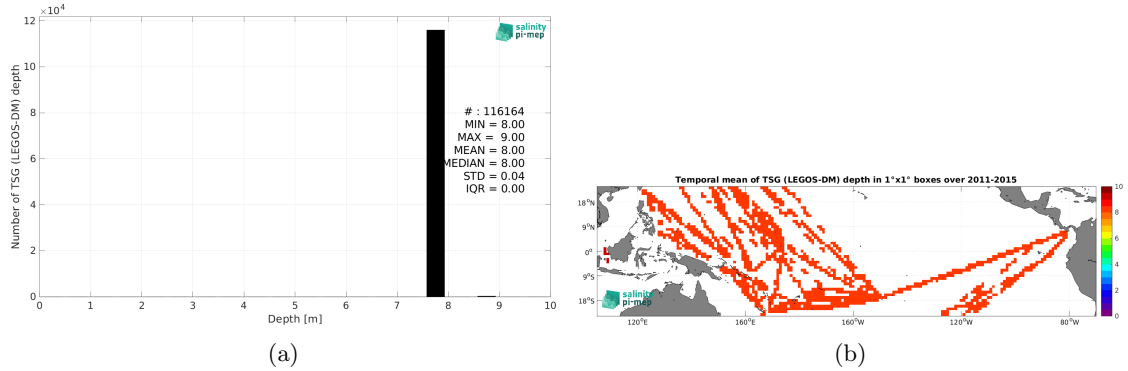 ×10⁴
12
10
8
6
4
2
0
Number of TSG (LEGOS-DM) depth
salinity
pi-mep
# : 116164
MIN = 8.00
MAX = 9.00
MEAN = 8.00
MEDIAN = 8.00
STD = 0.04
IQR = 0.00
0 1 2 3 4 5 6 7 8 9 10
Depth [m]
(a)
Temporal mean of TSG (LEGOS-DM) depth in 1°x1° boxes over 2011-2015
18°N
9°N
0°
9°S
18°S
salinity
pi-mep
120°E 160°E 160°W 120°W 80°W
10
8
6
4
2
0
(b)